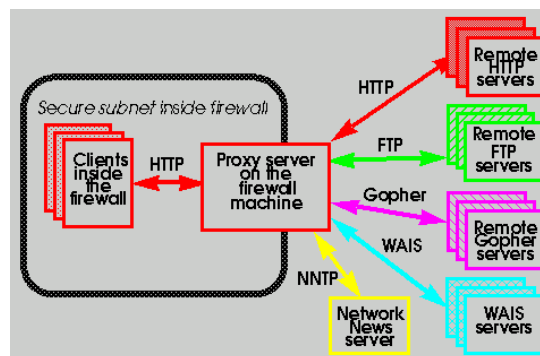 Secure subnet inside firewall
Clients
inside
the
firewall
HTTP
Proxy server
on the
firewall
machine
HTTP
FTP
Gopher
WAIS
NNTP
Remote
HTTP
servers
Remote
FTP
servers
Remote
Gopher
servers
WAIS
servers
Network
News
server